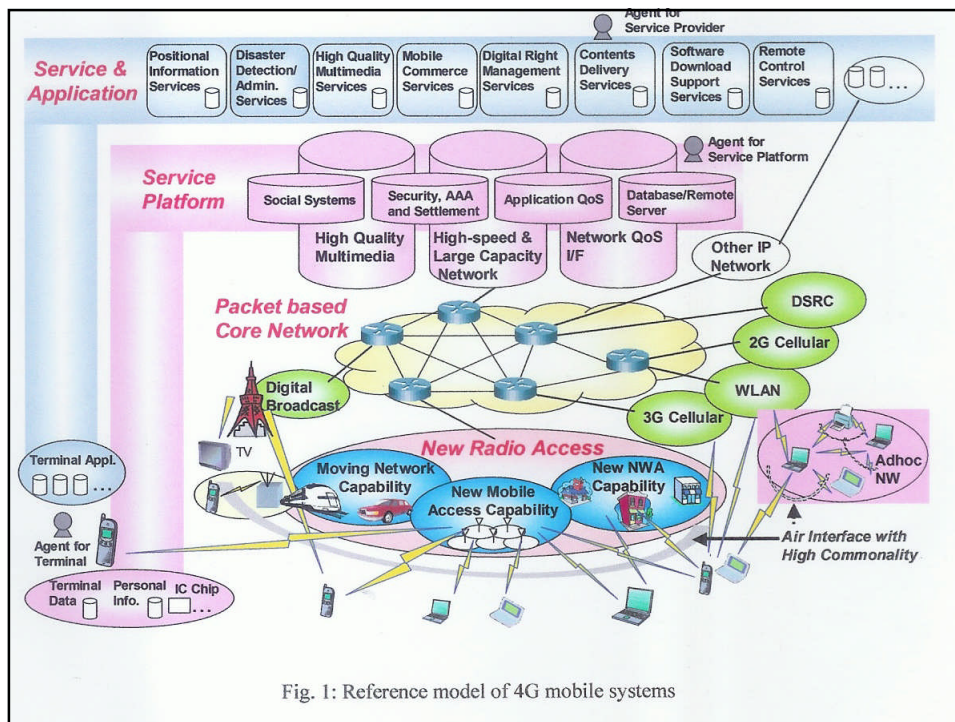 Agent for
Service Provider
Service &
Application
Positional
Information
Services
Disaster
Detection/
Admin.
Services
High Quality
Multimedia
Services
Mobile
Commerce
Services
Digital Right
Management
Services
Contents
Delivery
Services
Software
Download
Support
Services
Remote
Control
Services
...
Agent for
Service Platform
Service
Platform
Social Systems
Security, AAA
and Settlement
Application QoS
Database/Remote
Server
High Quality
Multimedia
High-speed &
Large Capacity
Network
Network QoS
I/F
Other IP
Network
Packet based
Core Network
DSRC
2G Cellular
WLAN
3G Cellular
Digital
Broadcast
TV
New Radio Access
Moving Network
Capability
New Mobile
Access Capability
New NWA
Capability
Adhoc
NW
Air Interface with
High Commonality
Terminal Appl.
...
Agent for
Terminal
Terminal
Data
Personal
Info.
IC Chip
...
Fig. 1: Reference model of 4G mobile systems